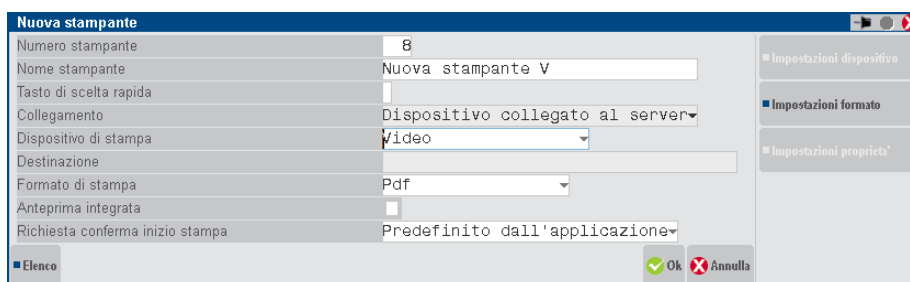 Nuova stampante
Numero stampante 8
Nome stampante Nuova stampante V
Tasto di scelta rapida
Collegamento Dispositivo collegato al server
Dispositivo di stampa Video
Destinazione
Formato di stampa Pdf
Anteprima integrata
Richiesta conferma inizio stampa Predefinito dall'applicazione
Elenco Ok Annulla
Impostazioni dispositivo
Impostazioni formato
Impostazioni proprieta'